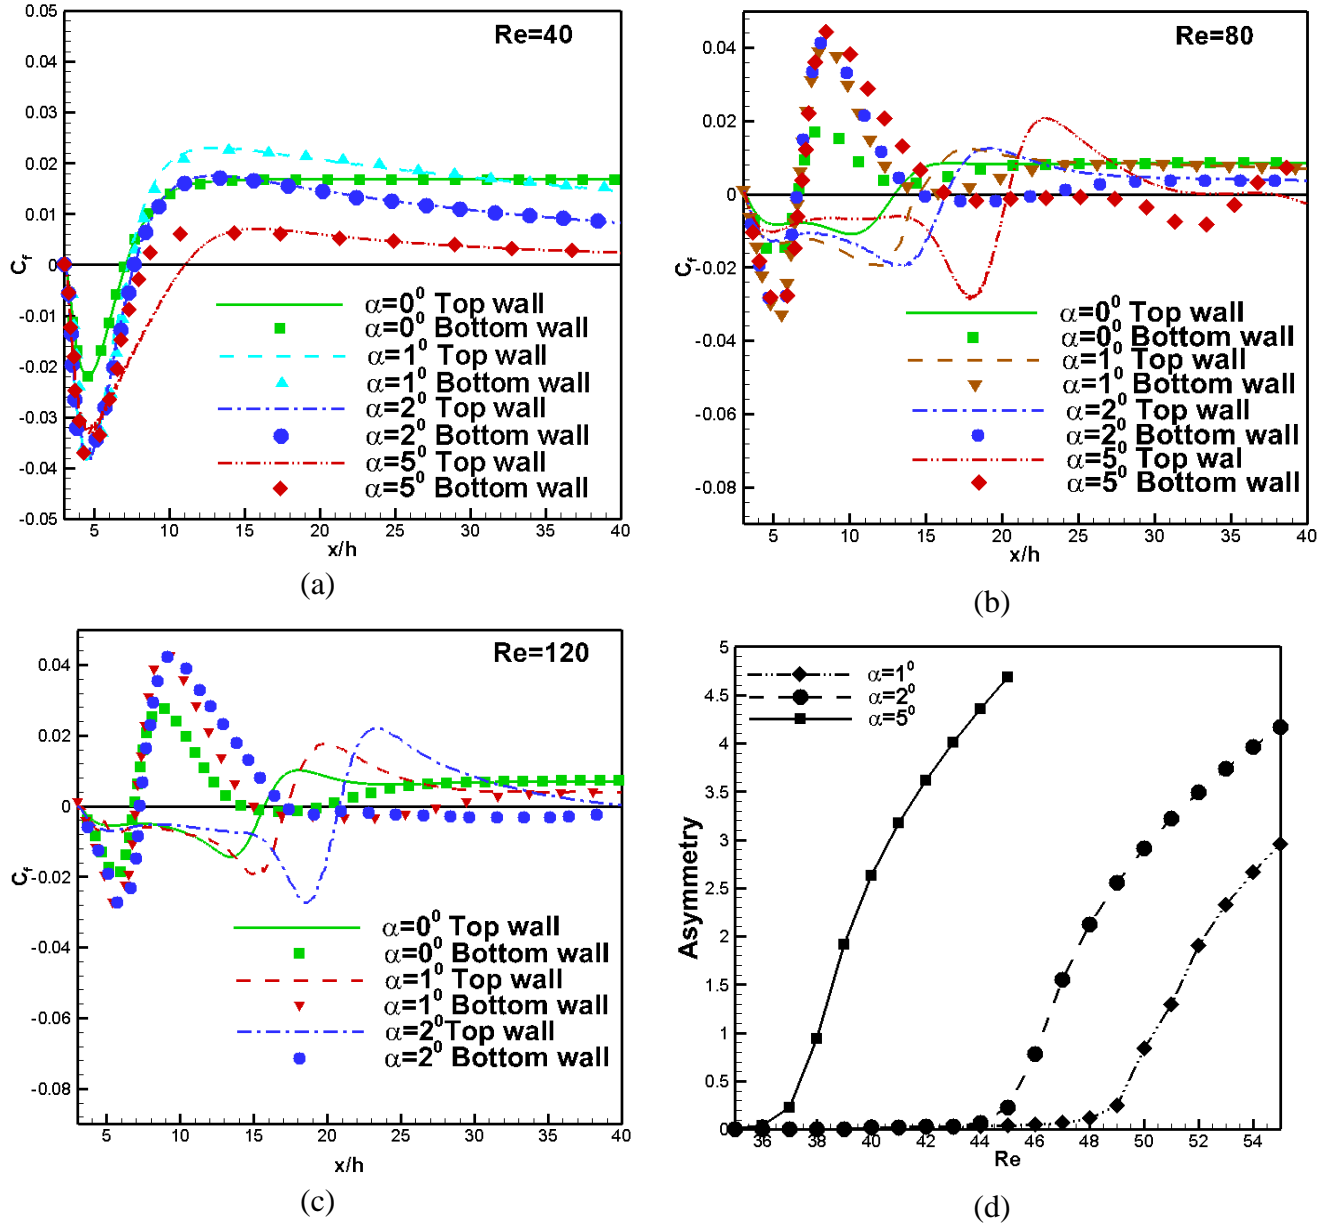 Re=40
0.05
0.04
0.03
0.02
0.01
0
-0.01
-0.02
-0.03
-0.04
-0.05
Cf
5 10 15 20 25 30 35 40
x/h
α=0⁰ Top wall
α=0⁰ Bottom wall
α=1⁰ Top wall
α=1⁰ Bottom wall
α=2⁰ Top wall
α=2⁰ Bottom wall
α=5⁰ Top wall
α=5⁰ Bottom wall
(a)
Re=80
0.04
0.02
0
-0.02
-0.04
-0.06
-0.08
Cf
5 10 15 20 25 30 35 40
x/h
α=0⁰ Top wall
α=0⁰ Bottom wall
α=1⁰ Top wall
α=1⁰ Bottom wall
α=2⁰ Top wall
α=2⁰ Bottom wall
α=5⁰ Top wal
α=5⁰ Bottom wall
(b)
Re=120
0.04
0.02
0
-0.02
-0.04
-0.06
-0.08
Cf
5 10 15 20 25 30 35 40
x/h
α=0⁰ Top wall
α=0⁰ Bottom wall
α=1⁰ Top wall
α=1⁰ Bottom wall
α=2⁰Top wall
α=2⁰ Bottom wall
(c)
5
4.5
4
3.5
3
2.5
2
1.5
1
0.5
0
Asymmetry
α=1⁰
α=2⁰
α=5⁰
36 38 40 42 44 46 48 50 52 54
Re
(d)